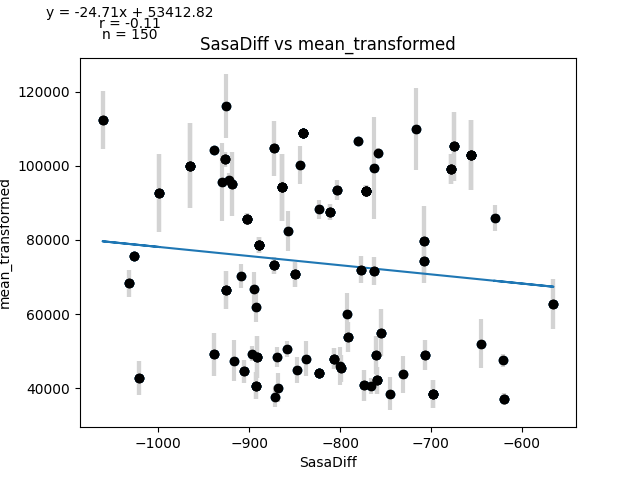 y = -24.71x + 53412.82
r = -0.11
n = 150
SasaDiff vs mean_transformed
120000
100000
80000
60000
40000
mean_transformed
−1000
−900
−800
−700
−600
SasaDiff